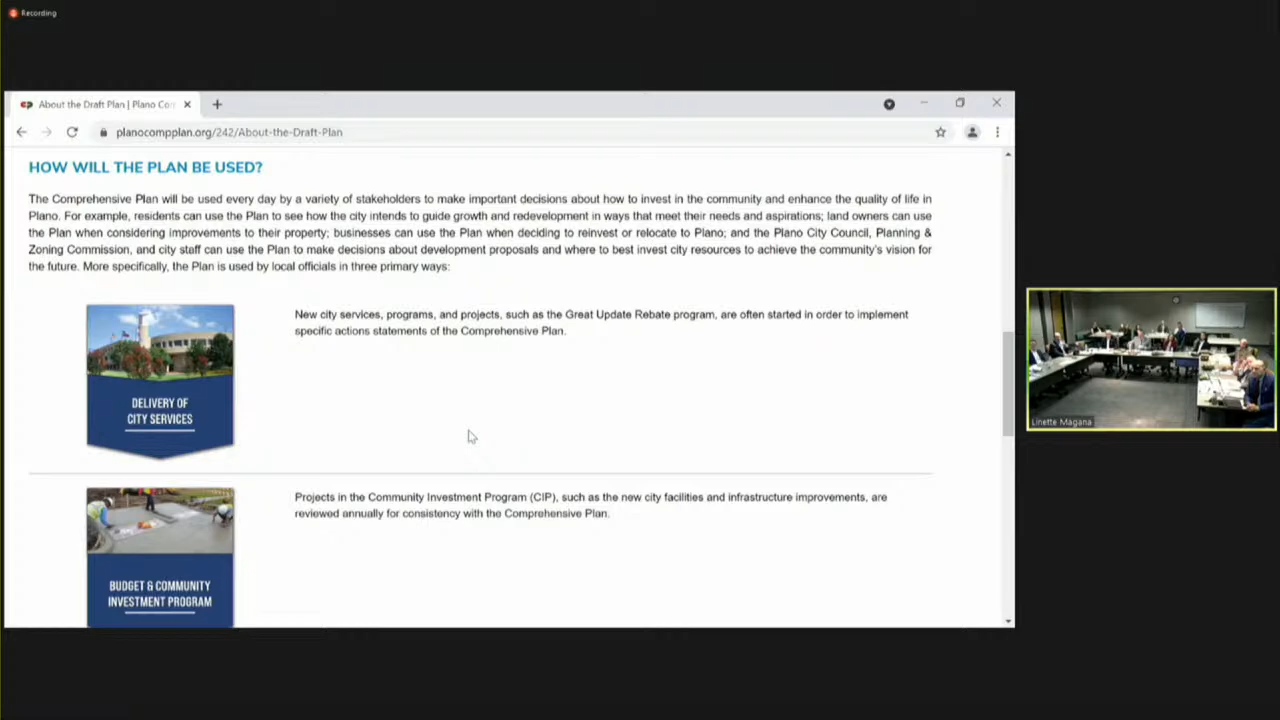 Recording
About the Draft Plan | Plano Com
planocompplan.org/242/About-the-Draft-Plan
HOW WILL THE PLAN BE USED?
The Comprehensive Plan will be used every day by a variety of stakeholders to make important decisions about how to invest in the community and enhance the quality of life in
Plano. For example, residents can use the Plan to see how the city intends to guide growth and redevelopment in ways that meet their needs and aspirations; land owners can use
the Plan when considering improvements to their property; businesses can use the Plan when deciding to reinvest or relocate to Plano; and the Plano City Council, Planning &
Zoning Commission, and city staff can use the Plan to make decisions about development proposals and where to best invest city resources to achieve the community's vision for
the future. More specifically, the Plan is used by local officials in three primary ways:
New city services, programs, and projects, such as the Great Update Rebate program, are often started in order to implement
specific actions statements of the Comprehensive Plan.
DELIVERY OF
CITY SERVICES
Projects in the Community Investment Program (CIP), such as the new city facilities and infrastructure improvements, are
reviewed annually for consistency with the Comprehensive Plan.
BUDGET & COMMUNITY
INVESTMENT PROGRAM
Linette Magana